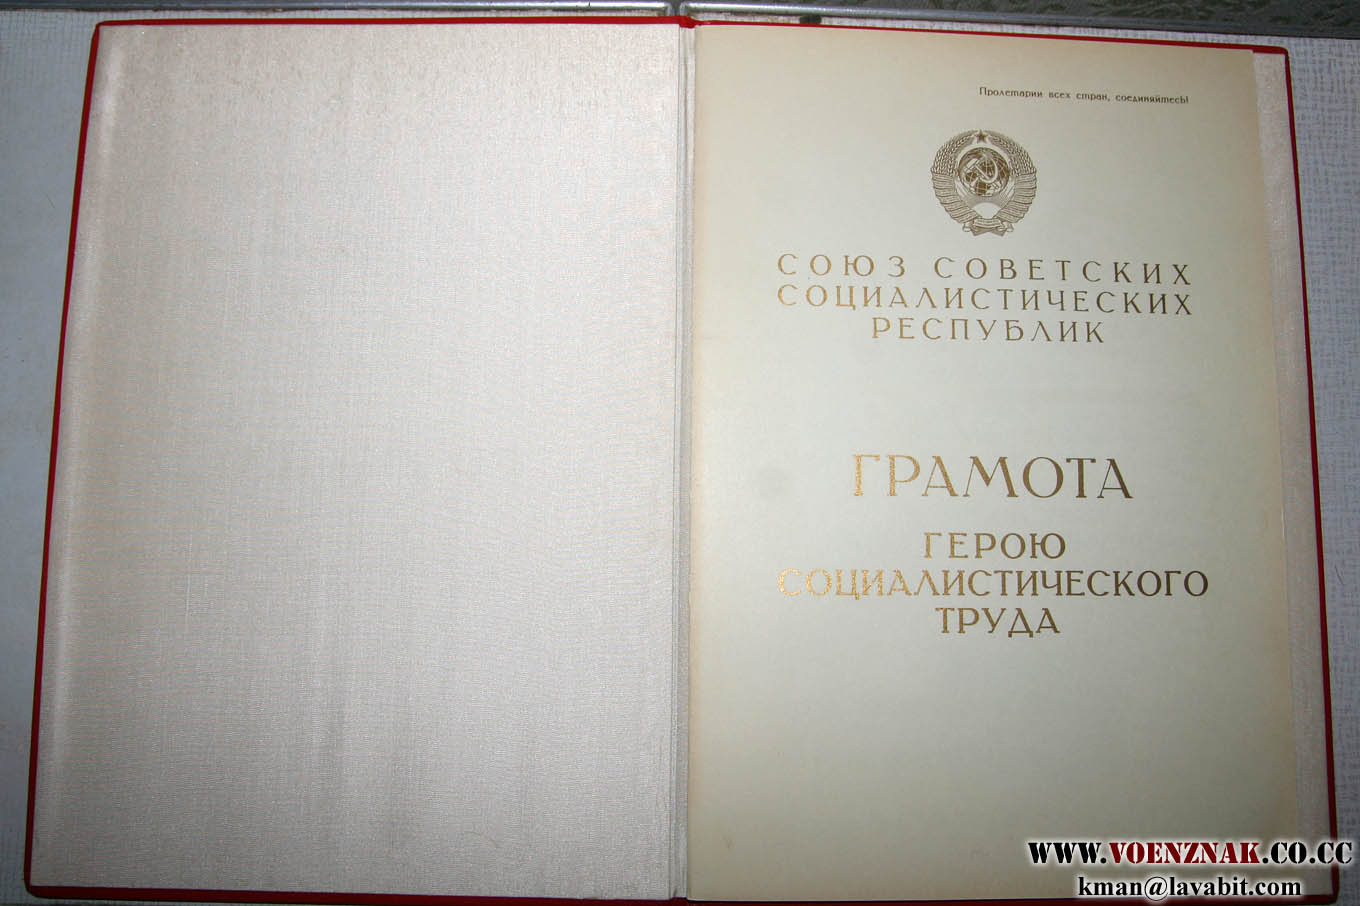 Пролетарии всех стран, соединяйтесь!
СОЮЗ СОВЕТСКИХ
СОЦИАЛИСТИЧЕСКИХ
РЕСПУБЛИК
ГРАМОТА
ГЕРОЮ
СОЦИАЛИСТИЧЕСКОГО
ТРУДА
WWW.VOENZNAK.CO.CC
kman@lavabit.com